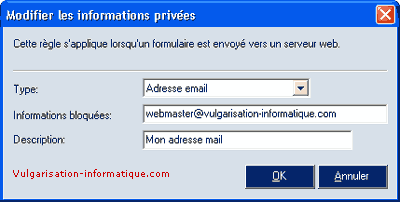 Modifier les informations privées
Cette règle s'applique lorsqu'un formulaire est envoyé vers un serveur web.
Type: Adresse email
Informations bloquées: webmaster@vulgarisation-informatique.com
Description: Mon adresse mail
Vulgarisation-informatique.com OK Annuler